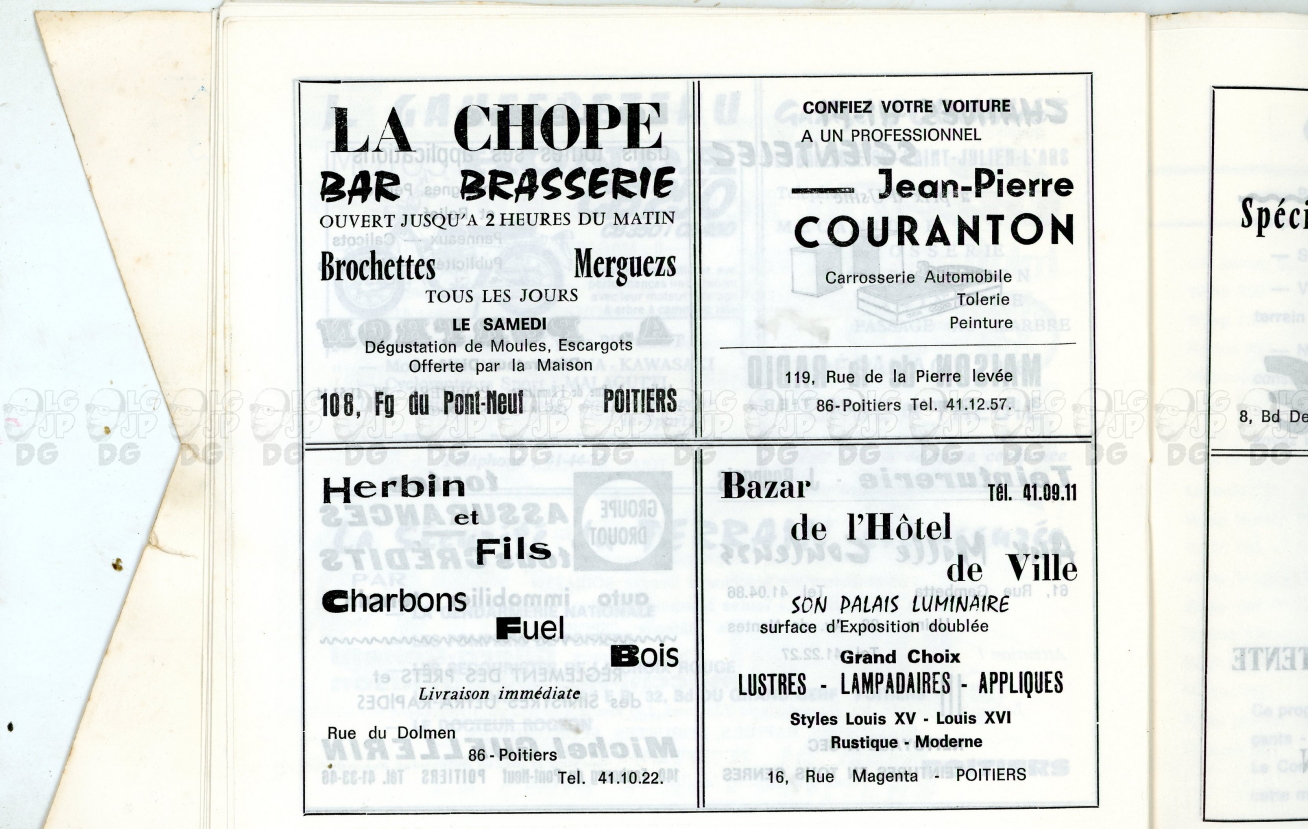 LA CHOPE
BAR BRASSERIE
OUVERT JUSQU'A 2 HEURES DU MATIN
Brochettes Merguezs
TOUS LES JOURS
LE SAMEDI
Dégustation de Moules, Escargots
Offerte par la Maison
108, Fg du Pont-Neuf POITIERS
CONFIEZ VOTRE VOITURE
A UN PROFESSIONNEL
— Jean-Pierre
COURANTON
Carrosserie Automobile
Tolerie
Peinture
119, Rue de la Pierre levée
86-Poitiers Tel. 41.12.57.
Herbin
et
Fils
Charbons
Fuel
Bois
Livraison immédiate
Rue du Dolmen
86-Poitiers
Tel. 41.10.22.
Bazar Tél. 41.09.11
de l'Hôtel
de Ville
SON PALAIS LUMINAIRE
surface d'Exposition doublée
Grand Choix
LUSTRES - LAMPADAIRES - APPLIQUES
Styles Louis XV - Louis XVI
Rustique - Moderne
16, Rue Magenta - POITIERS
Spéci
8, Bd De
LG JP DG